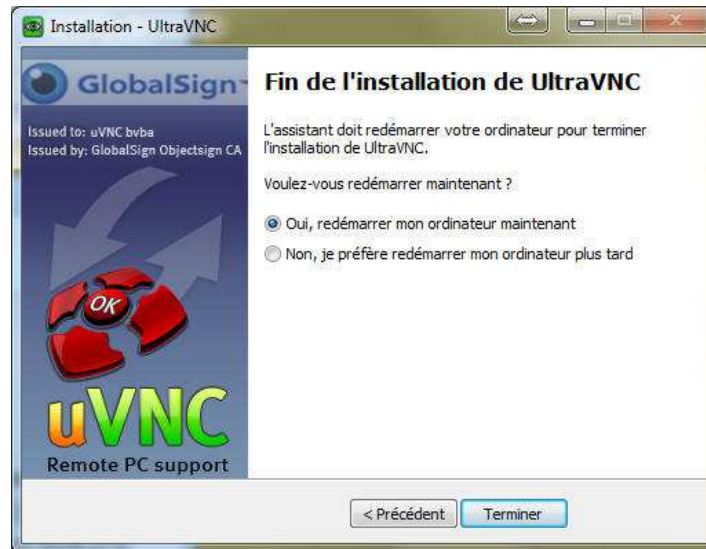 Installation - UltraVNC
GlobalSign
Issued to: uVNC bvba
Issued by: GlobalSign Objectsign CA
OK
uVNC
Remote PC support
Fin de l'installation de UltraVNC
L'assistant doit redémarrer votre ordinateur pour terminer
l'installation de UltraVNC.
Voulez-vous redémarrer maintenant ?
Oui, redémarrer mon ordinateur maintenant
Non, je préfère redémarrer mon ordinateur plus tard
< Précédent
Terminer